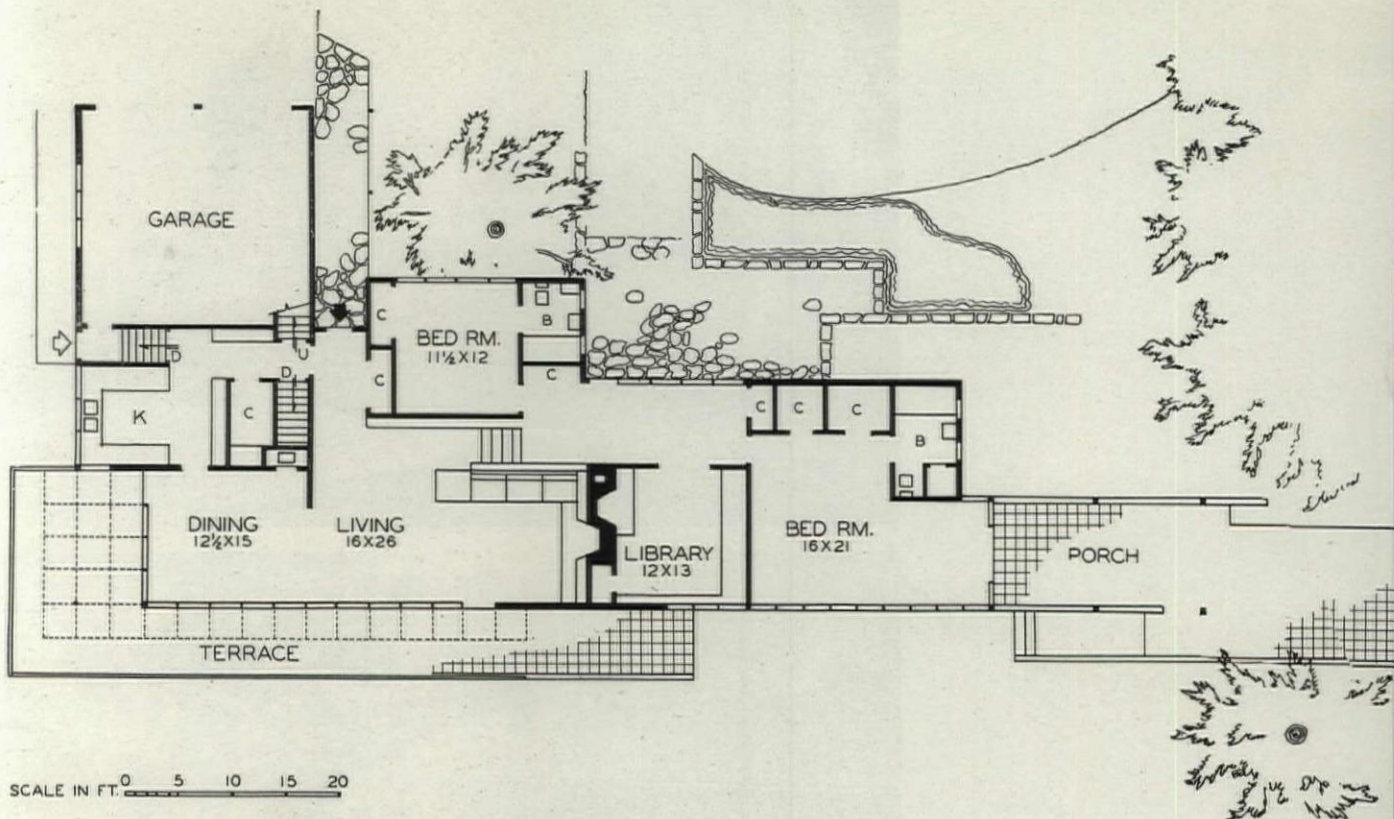 GARAGE
C
BED RM.
11½X12
B
D
U
D
C
C
K
C
C
C
C
B
DINING
12½X15
LIVING
16X26
LIBRARY
12X13
BED RM.
16X21
PORCH
TERRACE
SCALE IN FT. 0 5 10 15 20